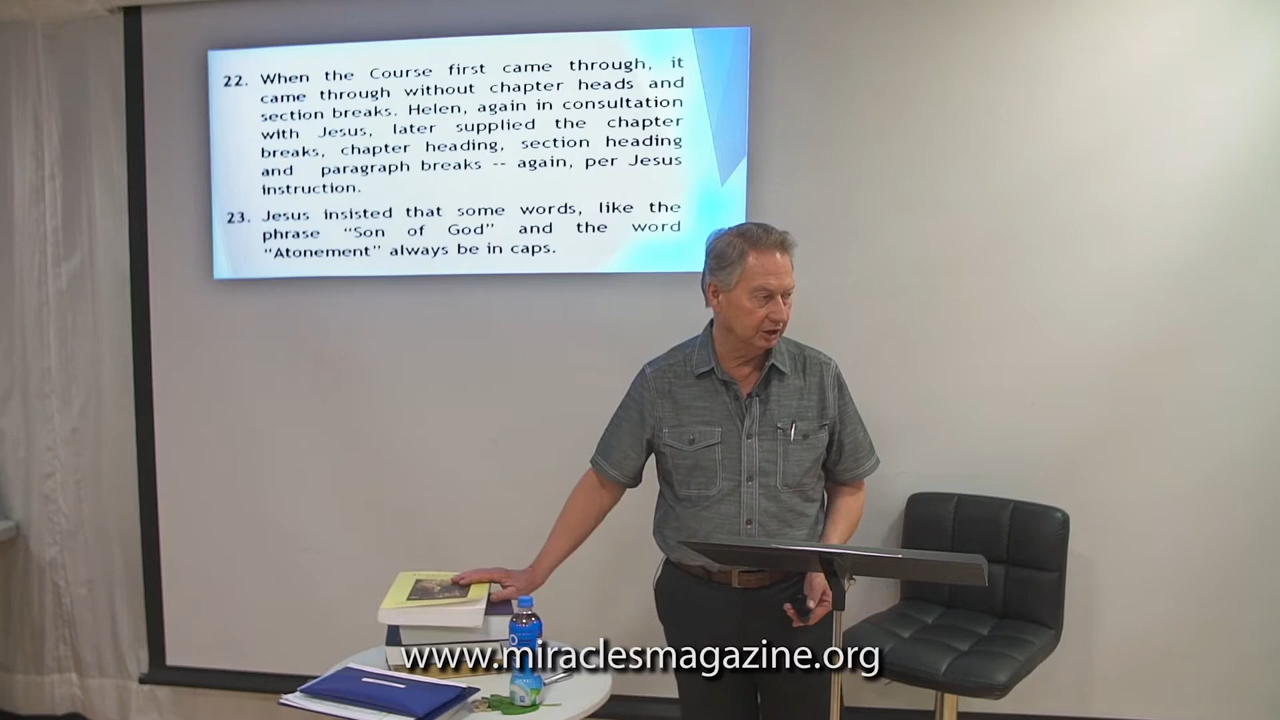 22. When the Course first came through, it
came through without chapter heads and
section breaks. Helen, again in consultation
with Jesus, later supplied the chapter
breaks, chapter heading, section heading
and paragraph breaks -- again, per Jesus
instruction.
23. Jesus insisted that some words, like the
phrase "Son of God" and the word
"Atonement" always be in caps.
www.miraclesmagazine.org